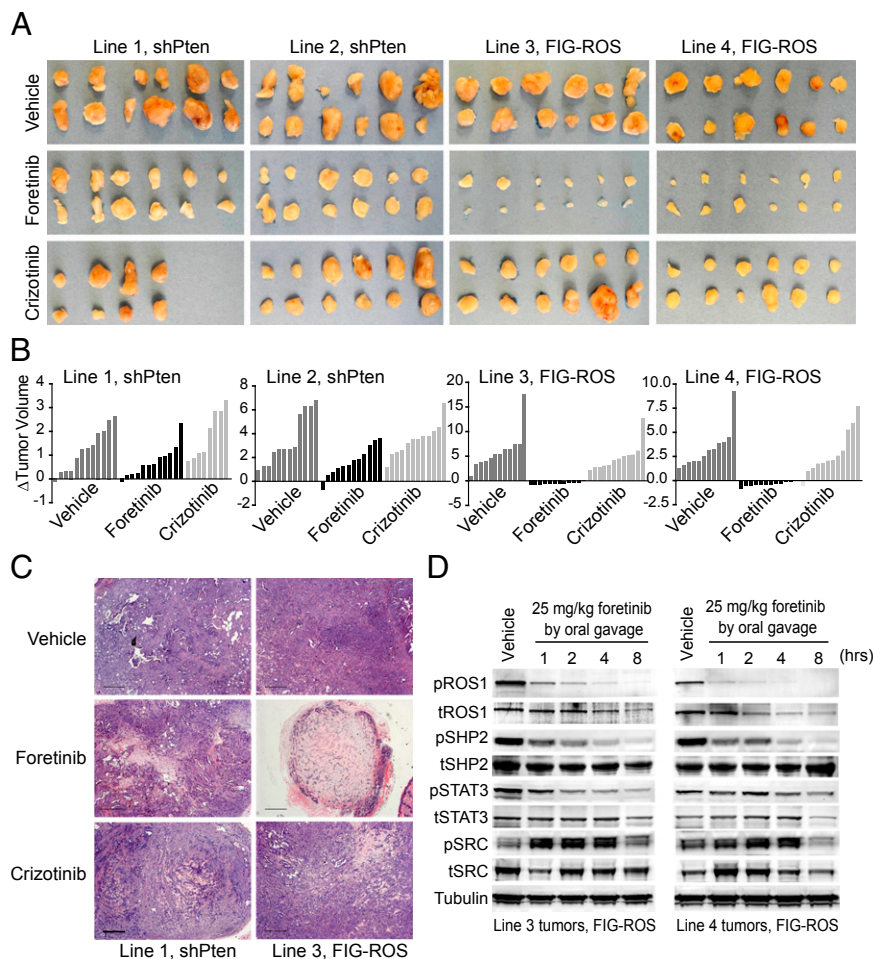 A
Line 1, shPten
Line 2, shPten
Line 3, FIG-ROS
Line 4, FIG-ROS
Vehicle
Foretinib
Crizotinib
B
ΔTumor Volume
Line 1, shPten
4
3
2
1
0
-1
Vehicle
Foretinib
Crizotinib
Line 2, shPten
8
6
4
2
0
-2
Vehicle
Foretinib
Crizotinib
Line 3, FIG-ROS
20
15
10
5
0
-5
Vehicle
Foretinib
Crizotinib
Line 4, FIG-ROS
10.0
7.5
5.0
2.5
0.0
-2.5
Vehicle
Foretinib
Crizotinib
C
Vehicle
Foretinib
Crizotinib
Line 1, shPten
Line 3, FIG-ROS
D
Vehicle
25 mg/kg foretinib
by oral gavage
1 2 4 8
Vehicle
25 mg/kg foretinib
by oral gavage
1 2 4 8 (hrs)
pROS1
tROS1
pSHP2
tSHP2
pSTAT3
tSTAT3
pSRC
tSRC
Tubulin
Line 3 tumors, FIG-ROS
Line 4 tumors, FIG-ROS